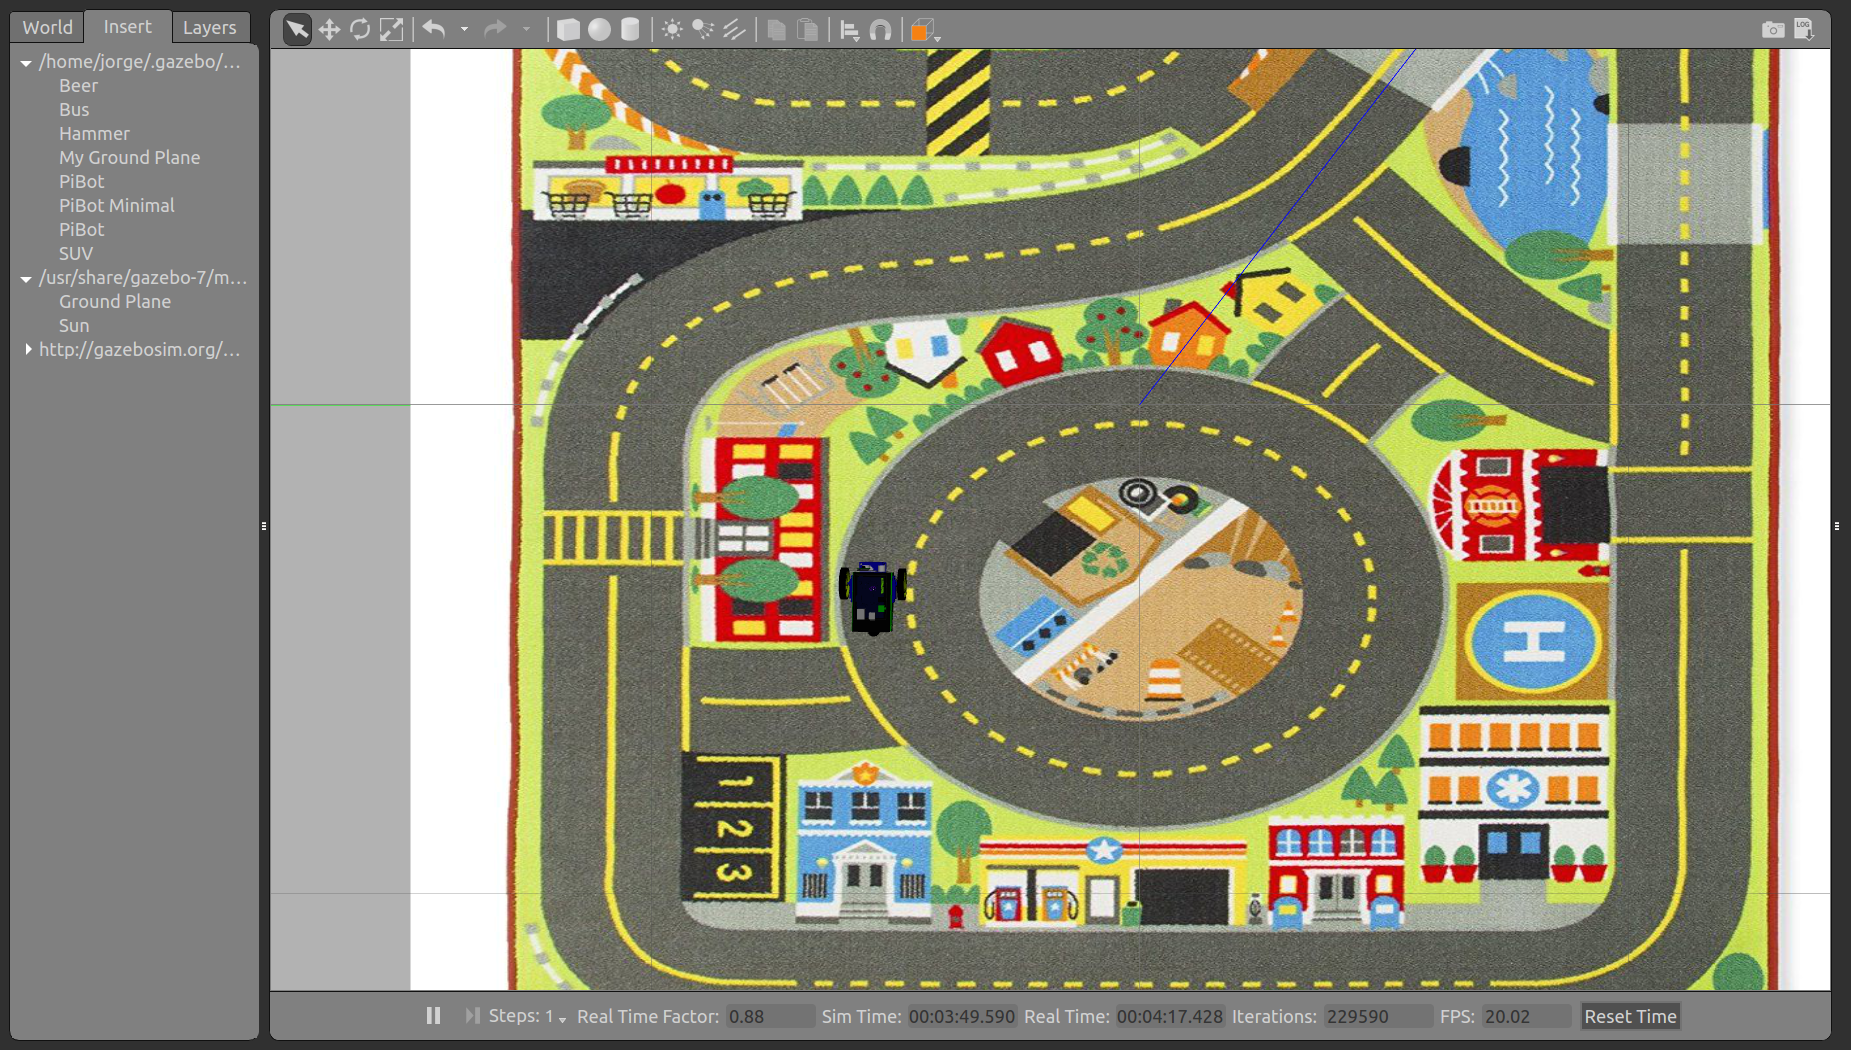 World Insert Layers
/home/jorge/.gazebo/...
Beer
Bus
Hammer
My Ground Plane
PiBot
PiBot Minimal
PiBot
SUV
/usr/share/gazebo-7/m...
Ground Plane
Sun
http://gazebosim.org/...
LOG
H
1
2
3
Steps: 1 Real Time Factor: 0.88 Sim Time: 00:03:49.590 Real Time: 00:04:17.428 Iterations: 229590 FPS: 20.02 Reset Time